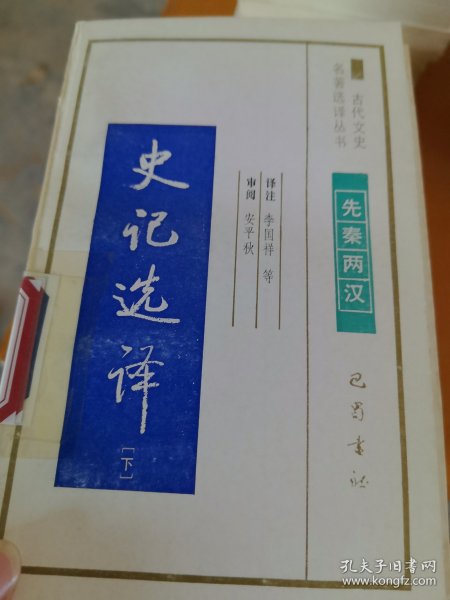 古代文史
名著选译丛书
先秦两汉
巴蜀书社
译注 李国祥 等
审阅 安平秋
史记选译
[下]
孔夫子旧书网
www.kongfz.com